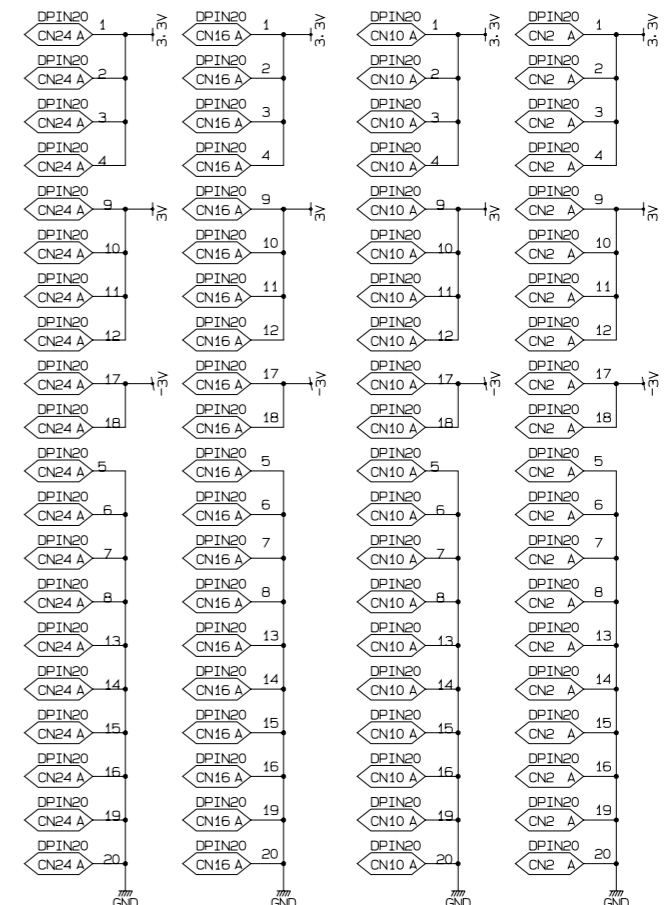 DPIN20 DPIN20 DPIN20 DPIN20
CN24 A 1 3.3V CN16 A 1 3.3V CN10 A 1 3.3V CN2 A 1 3.3V
DPIN20 DPIN20 DPIN20 DPIN20
CN24 A 2 CN16 A 2 CN10 A 2 CN2 A 2
DPIN20 DPIN20 DPIN20 DPIN20
CN24 A 3 CN16 A 3 CN10 A 3 CN2 A 3
DPIN20 DPIN20 DPIN20 DPIN20
CN24 A 4 CN16 A 4 CN10 A 4 CN2 A 4
DPIN20 DPIN20 DPIN20 DPIN20
CN24 A 9 3V CN16 A 9 3V CN10 A 9 3V CN2 A 9 3V
DPIN20 DPIN20 DPIN20 DPIN20
CN24 A 10 CN16 A 10 CN10 A 10 CN2 A 10
DPIN20 DPIN20 DPIN20 DPIN20
CN24 A 11 CN16 A 11 CN10 A 11 CN2 A 11
DPIN20 DPIN20 DPIN20 DPIN20
CN24 A 12 CN16 A 12 CN10 A 12 CN2 A 12
DPIN20 DPIN20 DPIN20 DPIN20
CN24 A 17 -3V CN16 A 17 -3V CN10 A 17 -3V CN2 A 17 -3V
DPIN20 DPIN20 DPIN20 DPIN20
CN24 A 18 CN16 A 18 CN10 A 18 CN2 A 18
DPIN20 DPIN20 DPIN20 DPIN20
CN24 A 5 CN16 A 5 CN10 A 5 CN2 A 5
DPIN20 DPIN20 DPIN20 DPIN20
CN24 A 6 CN16 A 6 CN10 A 6 CN2 A 6
DPIN20 DPIN20 DPIN20 DPIN20
CN24 A 7 CN16 A 7 CN10 A 7 CN2 A 7
DPIN20 DPIN20 DPIN20 DPIN20
CN24 A 8 CN16 A 8 CN10 A 8 CN2 A 8
DPIN20 DPIN20 DPIN20 DPIN20
CN24 A 13 CN16 A 13 CN10 A 13 CN2 A 13
DPIN20 DPIN20 DPIN20 DPIN20
CN24 A 14 CN16 A 14 CN10 A 14 CN2 A 14
DPIN20 DPIN20 DPIN20 DPIN20
CN24 A 15 CN16 A 15 CN10 A 15 CN2 A 15
DPIN20 DPIN20 DPIN20 DPIN20
CN24 A 16 CN16 A 16 CN10 A 16 CN2 A 16
DPIN20 DPIN20 DPIN20 DPIN20
CN24 A 19 CN16 A 19 CN10 A 19 CN2 A 19
DPIN20 DPIN20 DPIN20 DPIN20
CN24 A 20 CN16 A 20 CN10 A 20 CN2 A 20
GND GND GND GND